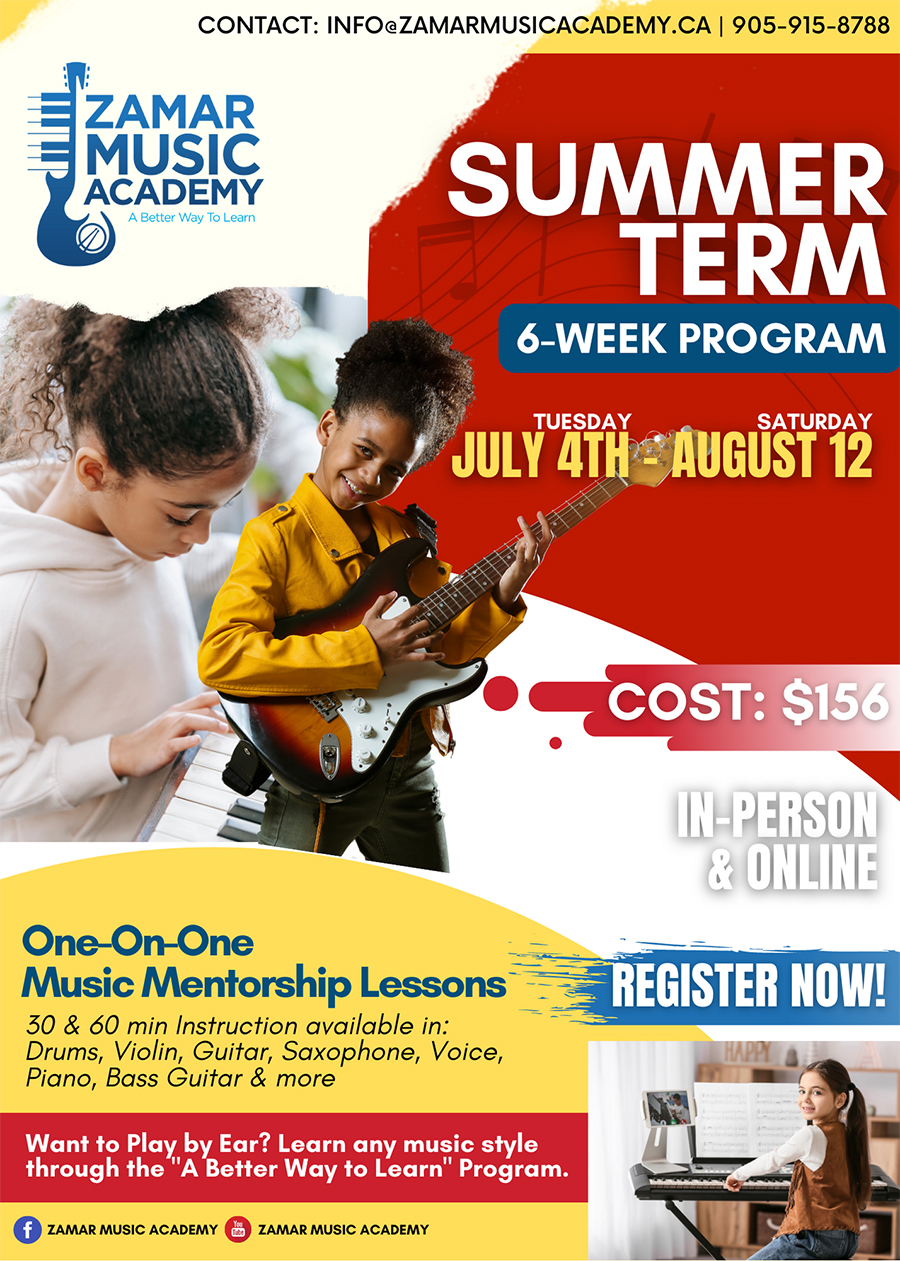 CONTACT: INFO@ZAMARMUSICACADEMY.CA | 905-915-8788
ZAMAR
MUSIC
ACADEMY
A Better Way To Learn
SUMMER
TERM
6-WEEK PROGRAM
TUESDAY SATURDAY
JULY 4TH - AUGUST 12
COST: $156
IN-PERSON
& ONLINE
One-On-One
Music Mentorship Lessons
30 & 60 min Instruction available in:
Drums, Violin, Guitar, Saxophone, Voice,
Piano, Bass Guitar & more
REGISTER NOW!
HAPPY
Want to Play by Ear? Learn any music style
through the "A Better Way to Learn" Program.
f ZAMAR MUSIC ACADEMY You Tube ZAMAR MUSIC ACADEMY